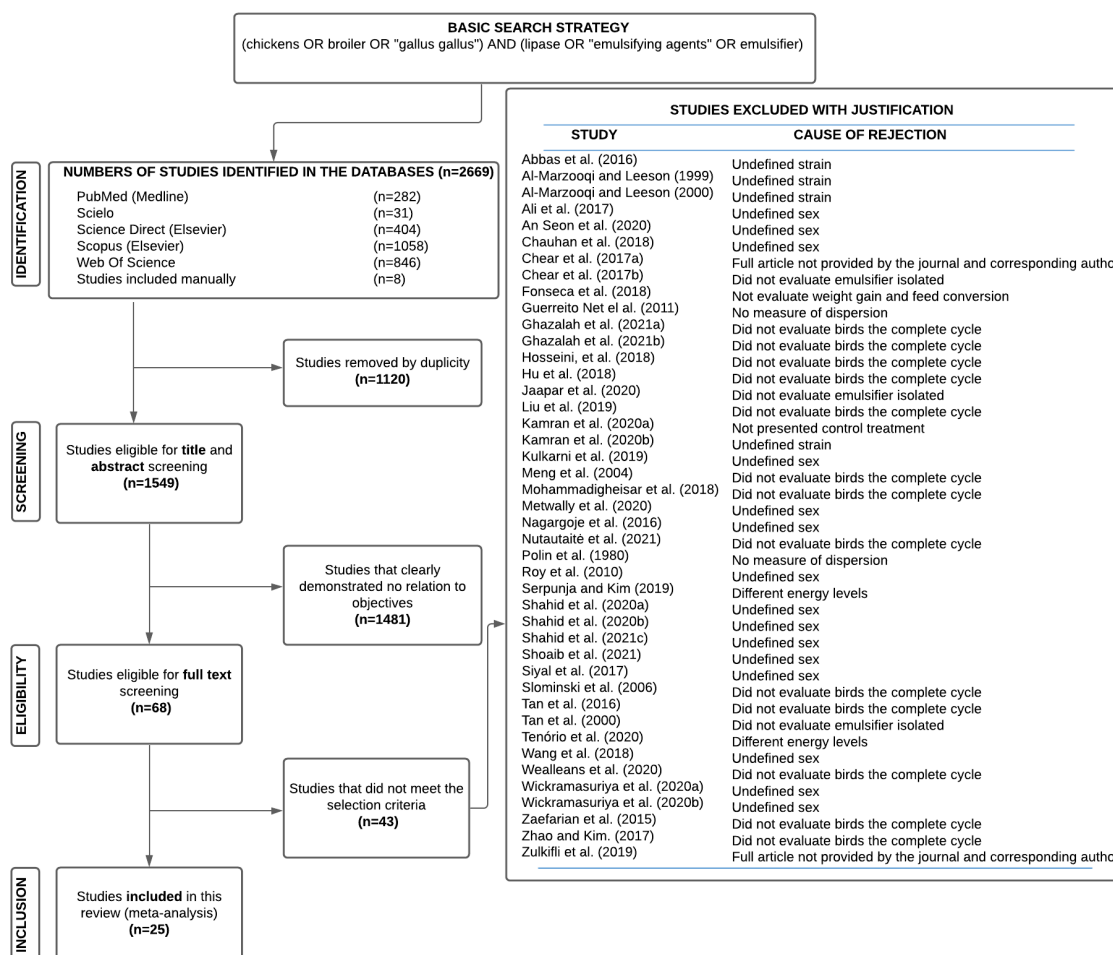 BASIC SEARCH STRATEGY
(chickens OR broiler OR "gallus gallus") AND (lipase OR "emulsifying agents" OR emulsifier)
IDENTIFICATION
NUMBERS OF STUDIES IDENTIFIED IN THE DATABASES (n=2669)
PubMed (Medline) (n=282)
Scielo (n=31)
Science Direct (Elsevier) (n=404)
Scopus (Elsevier) (n=1058)
Web Of Science (n=846)
Studies included manually (n=8)
Studies removed by duplicity
(n=1120)
SCREENING
Studies eligible for title and
abstract screening
(n=1549)
Studies that clearly
demonstrated no relation to
objectives
(n=1481)
ELIGIBILITY
Studies eligible for full text
screening
(n=68)
Studies that did not meet the
selection criteria
(n=43)
INCLUSION
Studies included in this
review (meta-analysis)
(n=25)
STUDIES EXCLUDED WITH JUSTIFICATION
STUDY CAUSE OF REJECTION
Abbas et al. (2016) Undefined strain
Al-Marzooqi and Leeson (1999) Undefined strain
Al-Marzooqi and Leeson (2000) Undefined strain
Ali et al. (2017) Undefined sex
An Seon et al. (2020) Undefined sex
Chauhan et al. (2018) Undefined sex
Chear et al. (2017a) Full article not provided by the journal and corresponding autho
Chear et al. (2017b) Did not evaluate emulsifier isolated
Fonseca et al. (2018) Not evaluate weight gain and feed conversion
Guerreito Net el al. (2011) No measure of dispersion
Ghazalah et al. (2021a) Did not evaluate birds the complete cycle
Ghazalah et al. (2021b) Did not evaluate birds the complete cycle
Hosseini, et al. (2018) Did not evaluate birds the complete cycle
Hu et al. (2018) Did not evaluate birds the complete cycle
Jaapar et al. (2020) Did not evaluate emulsifier isolated
Liu et al. (2019) Did not evaluate birds the complete cycle
Kamran et al. (2020a) Not presented control treatment
Kamran et al. (2020b) Undefined strain
Kulkarni et al. (2019) Undefined sex
Meng et al. (2004) Did not evaluate birds the complete cycle
Mohammadigheisar et al. (2018) Did not evaluate birds the complete cycle
Metwally et al. (2020) Undefined sex
Nagargoje et al. (2016) Undefined sex
Nutautaitė et al. (2021) Did not evaluate birds the complete cycle
Polin et al. (1980) No measure of dispersion
Roy et al. (2010) Undefined sex
Serpunja and Kim (2019) Different energy levels
Shahid et al. (2020a) Undefined sex
Shahid et al. (2020b) Undefined sex
Shahid et al. (2021c) Undefined sex
Shoaib et al. (2021) Undefined sex
Siyal et al. (2017) Undefined sex
Slominski et al. (2006) Did not evaluate birds the complete cycle
Tan et al. (2016) Did not evaluate birds the complete cycle
Tan et al. (2000) Did not evaluate emulsifier isolated
Tenório et al. (2020) Different energy levels
Wang et al. (2018) Undefined sex
Wealleans et al. (2020) Did not evaluate birds the complete cycle
Wickramasuriya et al. (2020a) Undefined sex
Wickramasuriya et al. (2020b) Undefined sex
Zaefarian et al. (2015) Did not evaluate birds the complete cycle
Zhao and Kim. (2017) Did not evaluate birds the complete cycle
Zulkifli et al. (2019) Full article not provided by the journal and corresponding autho